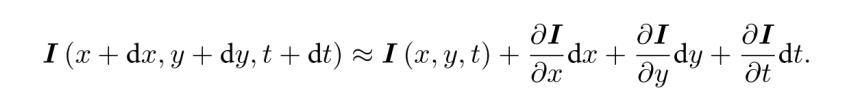 I (x + dx, y + dy, t + dt) ≈ I (x, y, t) + ∂I/∂x dx + ∂I/∂y dy + ∂I/∂t dt.